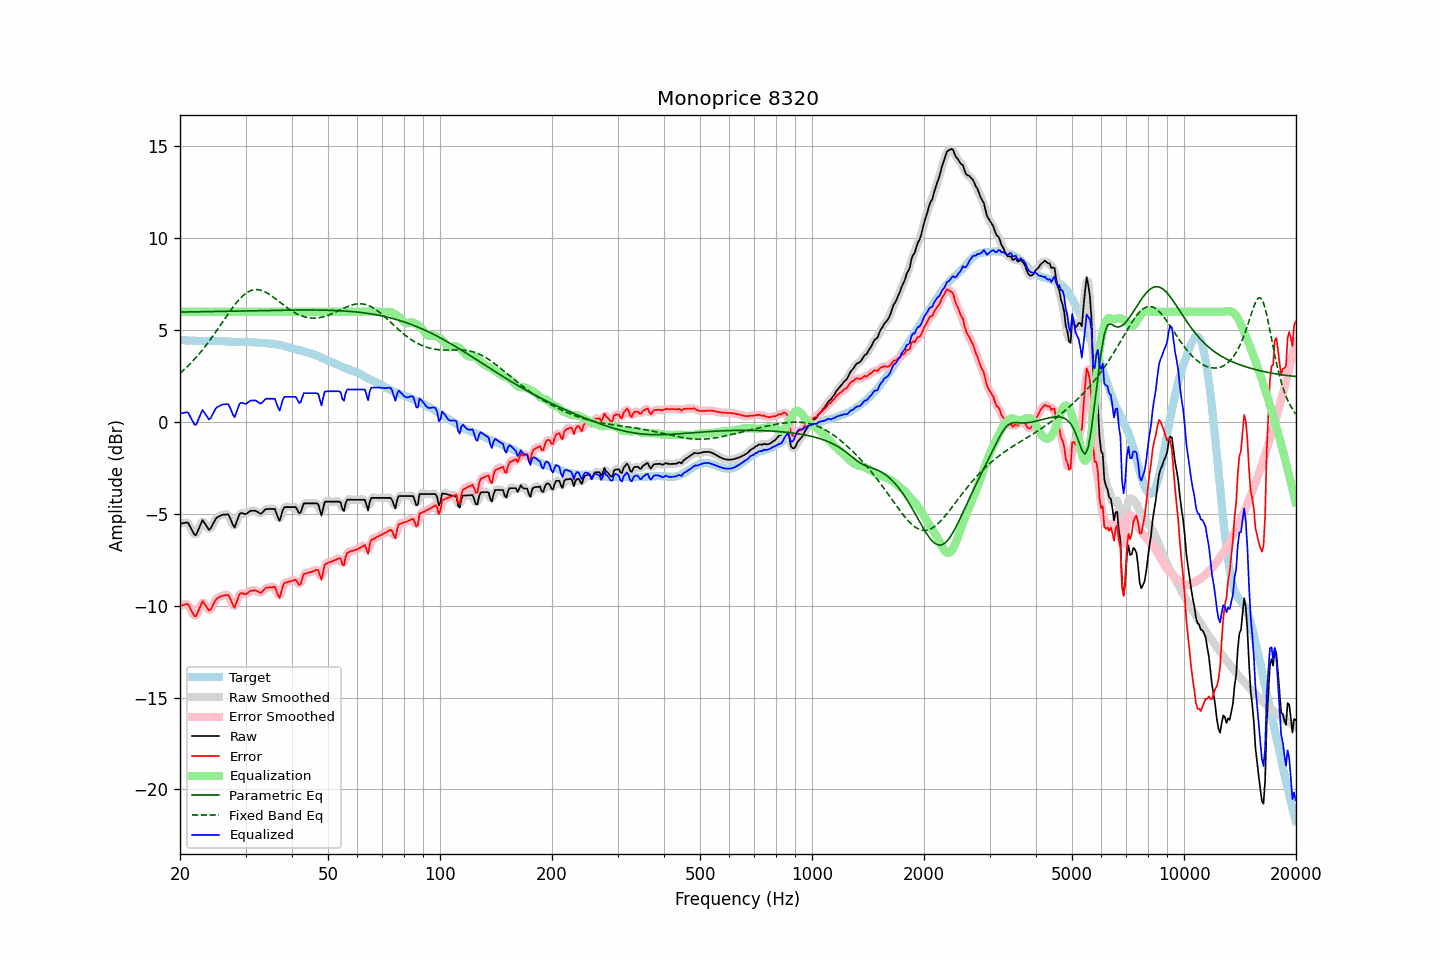 Monoprice 8320
Amplitude (dBr)
15
10
5
0
−5
−10
−15
−20
Target
Raw Smoothed
Error Smoothed
Raw
Error
Equalization
Parametric Eq
Fixed Band Eq
Equalized
20 50 100 200 500 1000 2000 5000 10000 20000
Frequency (Hz)